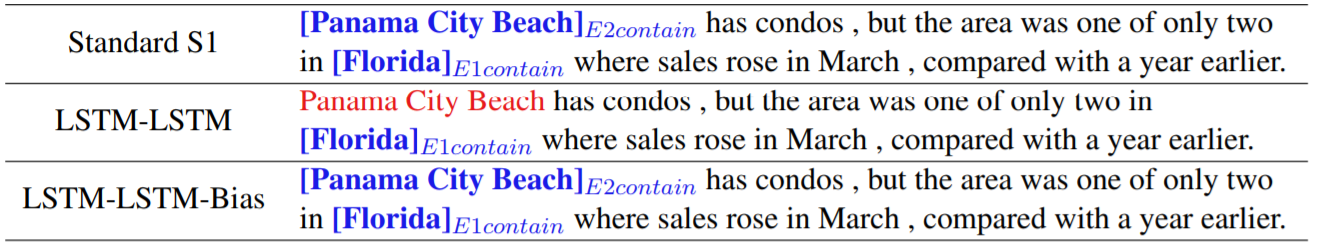 Standard S1
[Panama City Beach]E2contain has condos , but the area was one of only two
in [Florida]E1contain where sales rose in March , compared with a year earlier.
LSTM-LSTM
Panama City Beach has condos , but the area was one of only two in
[Florida]E1contain where sales rose in March , compared with a year earlier.
LSTM-LSTM-Bias
[Panama City Beach]E2contain has condos , but the area was one of only two
in [Florida]E1contain where sales rose in March , compared with a year earlier.